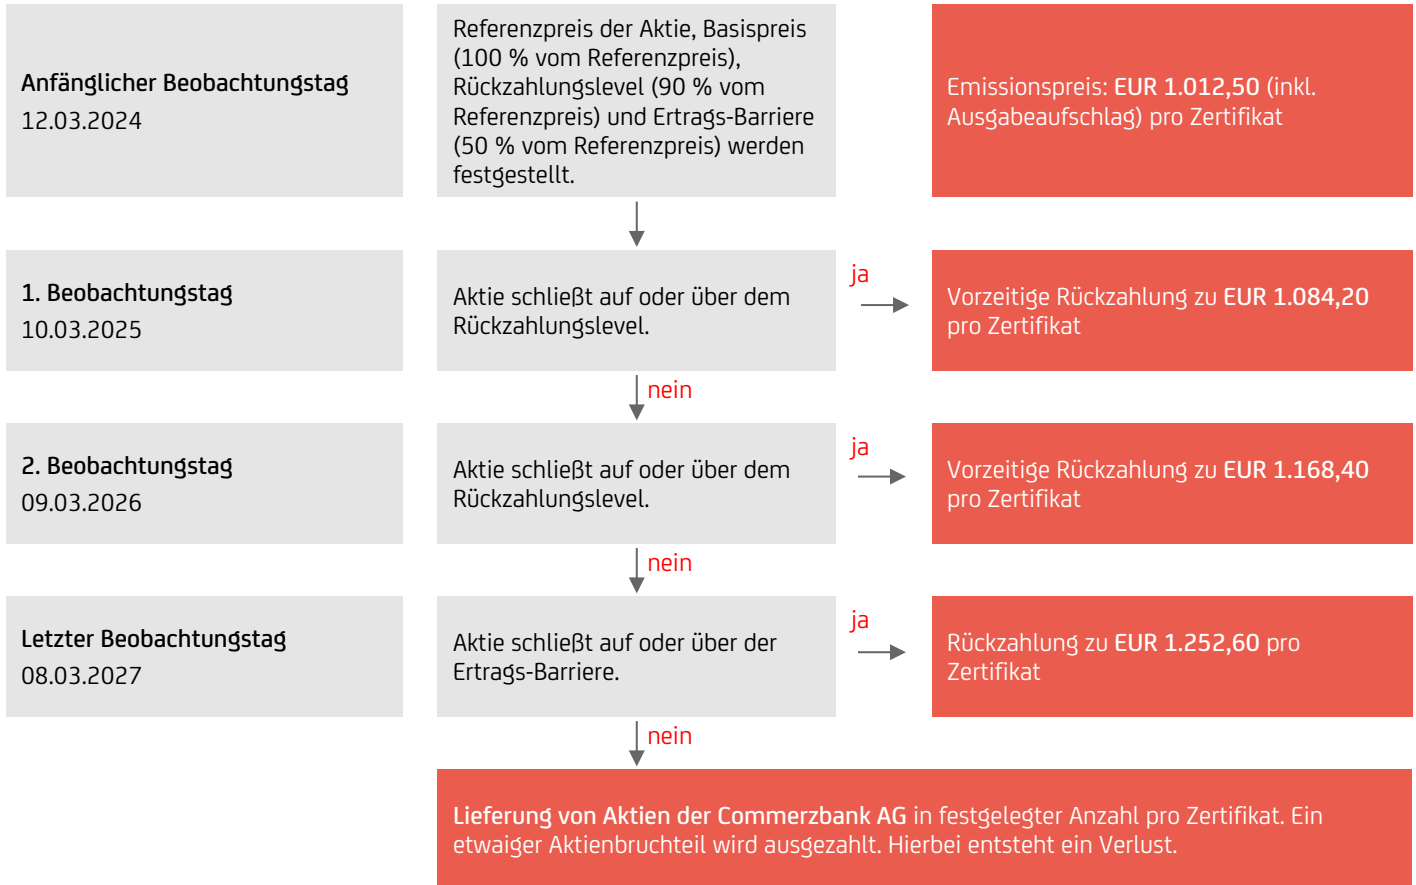 Anfänglicher Beobachtungstag
12.03.2024
Referenzpreis der Aktie, Basispreis
(100 % vom Referenzpreis),
Rückzahlungslevel (90 % vom
Referenzpreis) und Ertrags-Barriere
(50 % vom Referenzpreis) werden
festgestellt.
Emissionspreis: EUR 1.012,50 (inkl.
Ausgabeaufschlag) pro Zertifikat
1. Beobachtungstag
10.03.2025
Aktie schließt auf oder über dem
Rückzahlungslevel.
ja
Vorzeitige Rückzahlung zu EUR 1.084,20
pro Zertifikat
nein
2. Beobachtungstag
09.03.2026
Aktie schließt auf oder über dem
Rückzahlungslevel.
ja
Vorzeitige Rückzahlung zu EUR 1.168,40
pro Zertifikat
nein
Letzter Beobachtungstag
08.03.2027
Aktie schließt auf oder über der
Ertrags-Barriere.
ja
Rückzahlung zu EUR 1.252,60 pro
Zertifikat
nein
Lieferung von Aktien der Commerzbank AG in festgelegter Anzahl pro Zertifikat. Ein
etwaiger Aktienbruchteil wird ausgezahlt. Hierbei entsteht ein Verlust.